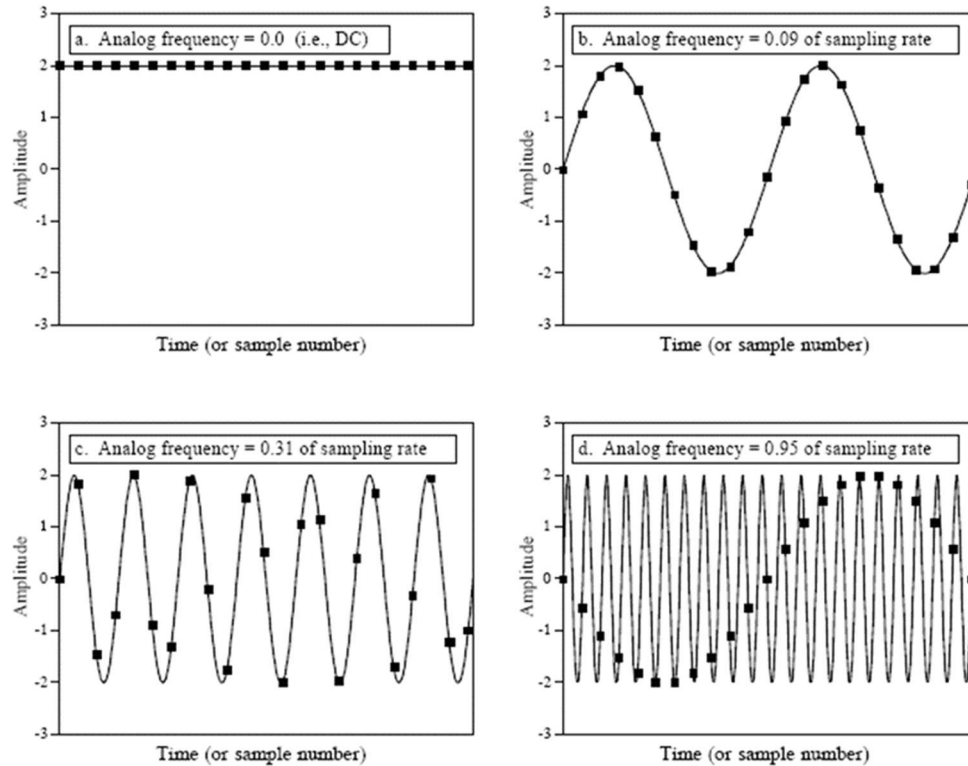 a. Analog frequency = 0.0 (i.e., DC)
3
2
1
0
-1
-2
-3
Amplitude
Time (or sample number)
b. Analog frequency = 0.09 of sampling rate
3
2
1
0
-1
-2
-3
Amplitude
Time (or sample number)
c. Analog frequency = 0.31 of sampling rate
3
2
1
0
-1
-2
-3
Amplitude
Time (or sample number)
d. Analog frequency = 0.95 of sampling rate
3
2
1
0
-1
-2
-3
Amplitude
Time (or sample number)